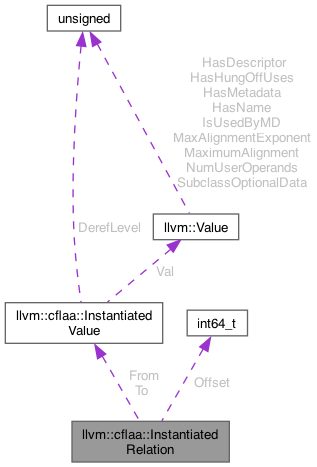 unsigned
HasDescriptor
HasHungOffUses
HasMetadata
HasName
IsUsedByMD
MaxAlignmentExponent
MaximumAlignment
NumUserOperands
SubclassOptionalData
DerefLevel
llvm::Value
Val
llvm::cflaa::Instantiated
Value
int64_t
From
To
Offset
llvm::cflaa::Instantiated
Relation